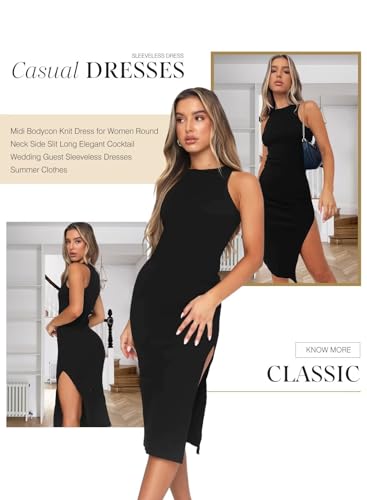 SLEEVELESS DRESS
Casual DRESSES
Midi Bodycon Knit Dress for Women Round
Neck Side Slit Long Elegant Cocktail
Wedding Guest Sleeveless Dresses
Summer Clothes
KNOW MORE
CLASSIC